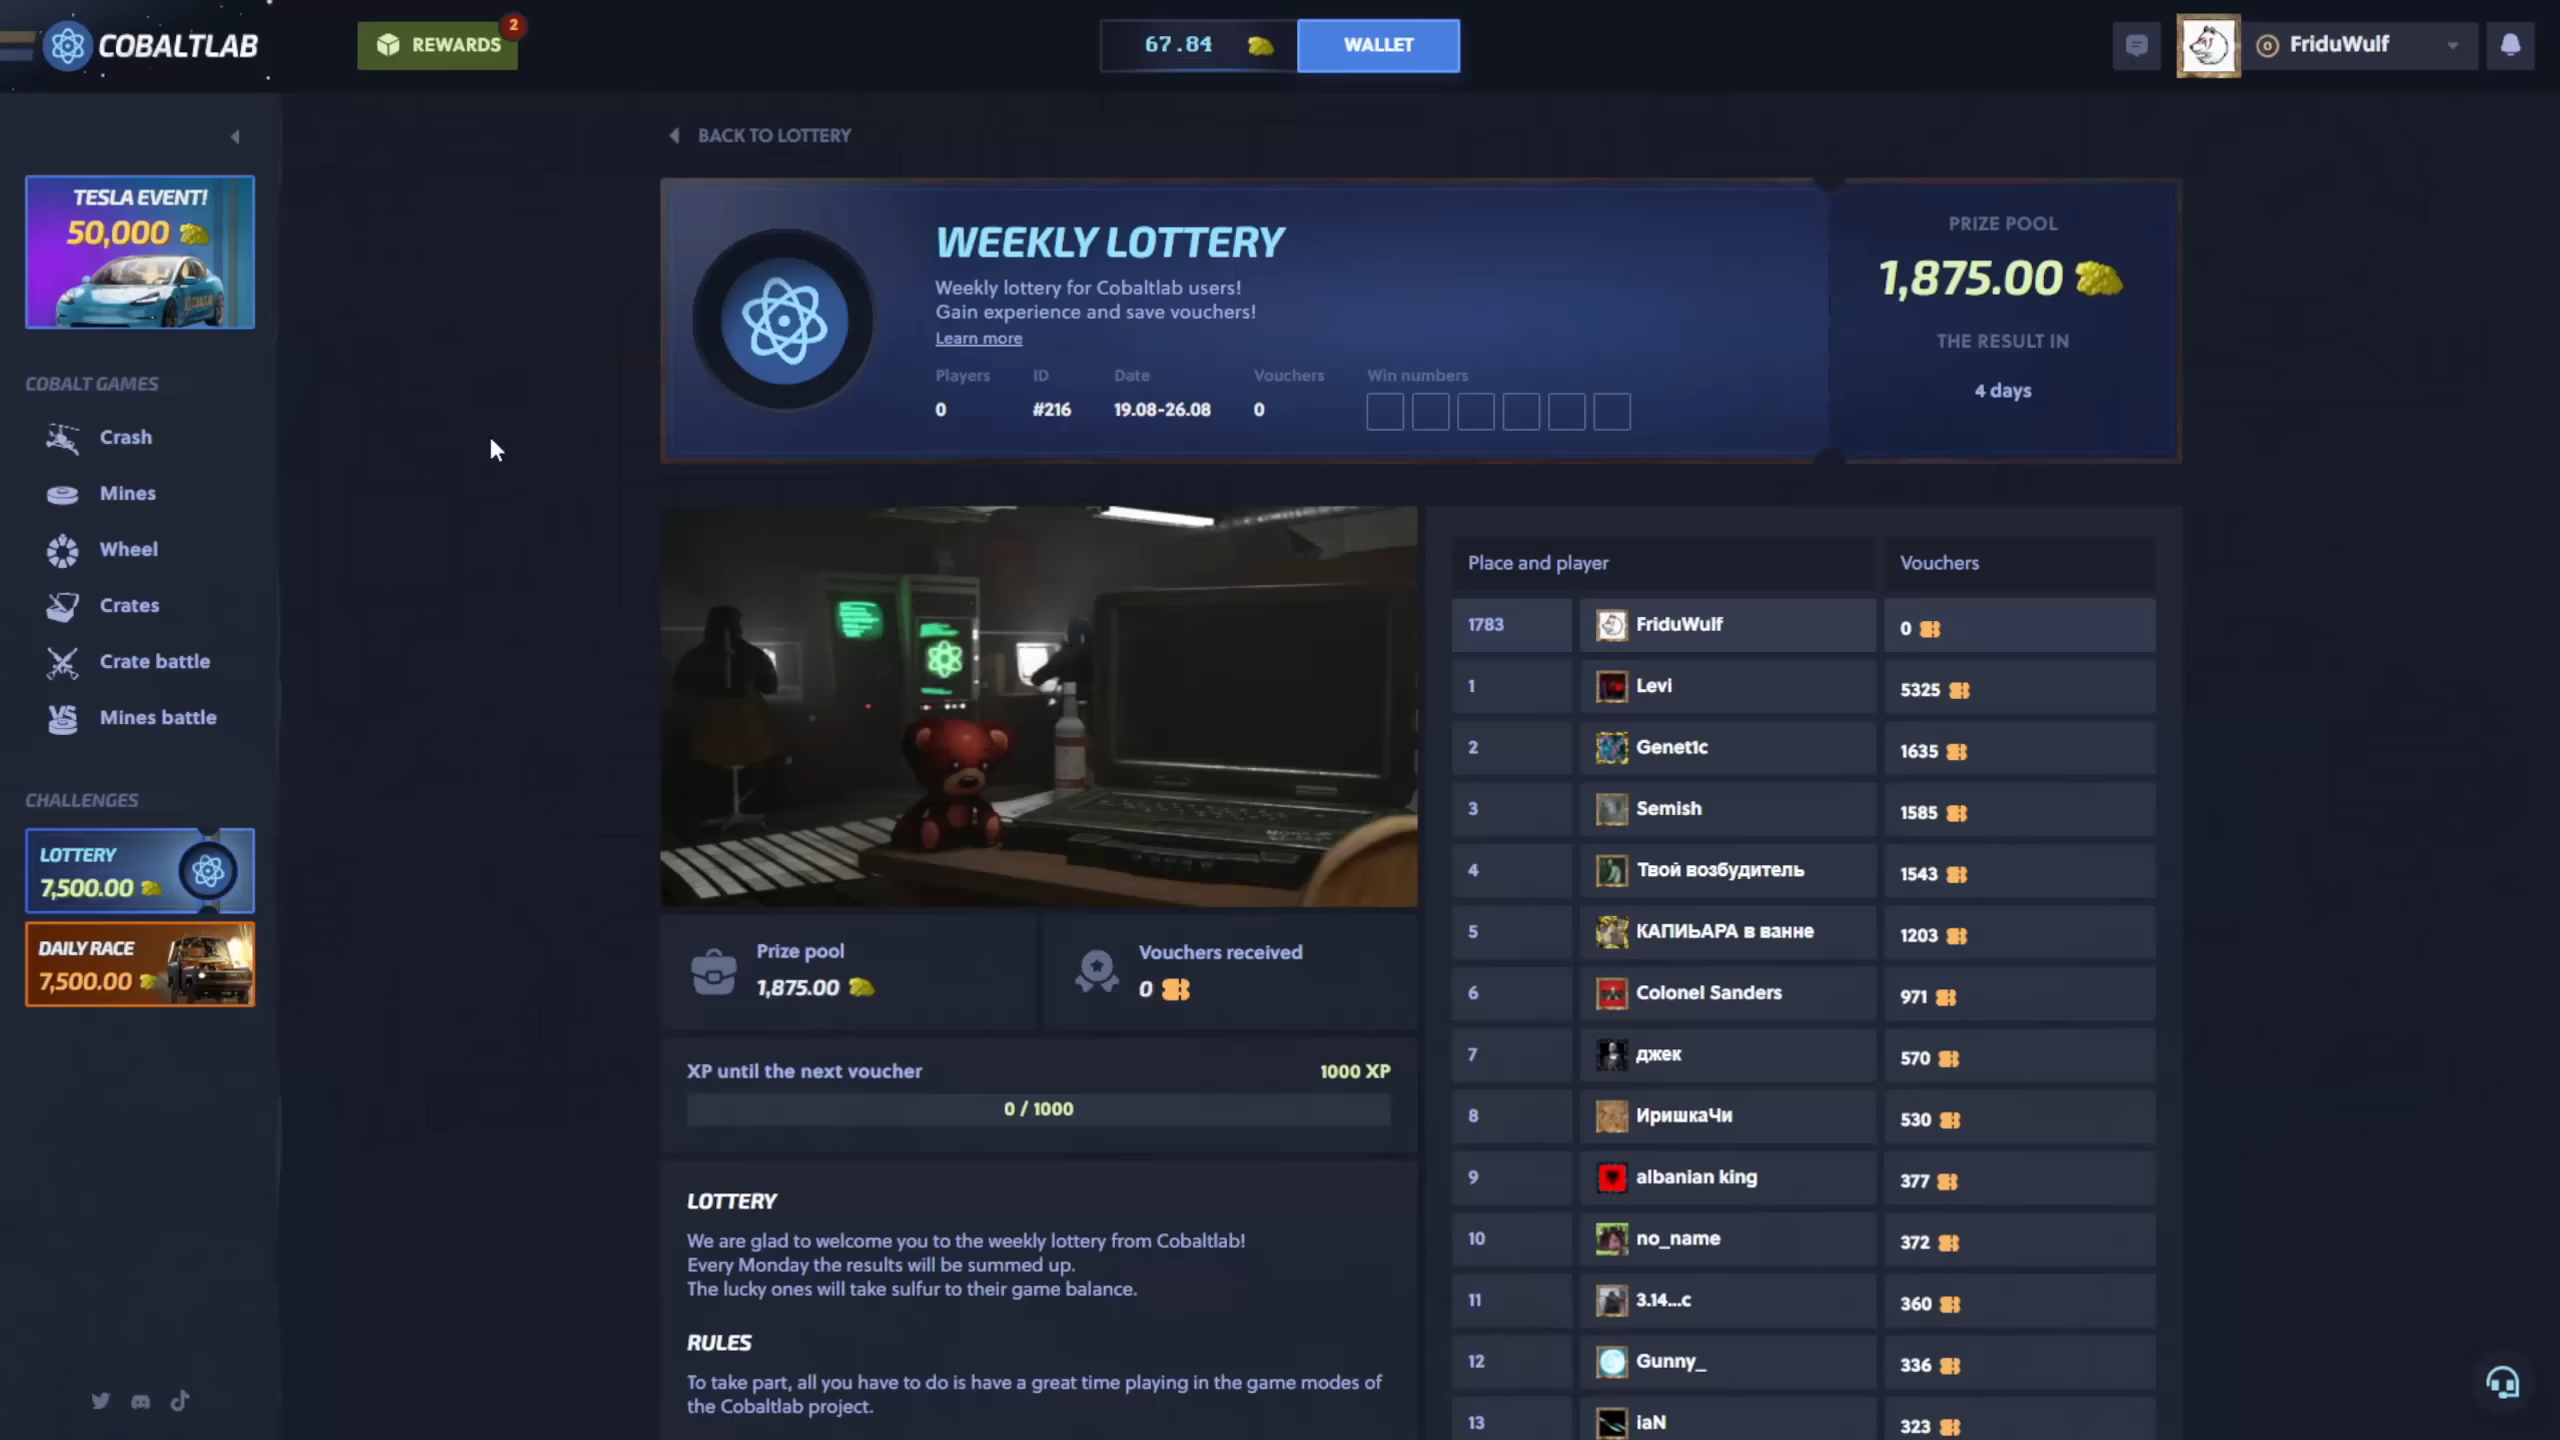 COBALTLAB
REWARDS
2
67.84
WALLET
FriduWulf
TESLA EVENT!
50,000
COBALT GAMES
Crash
Mines
Wheel
Crates
Crate battle
Mines battle
CHALLENGES
LOTTERY
7,500.00
DAILY RACE
7,500.00
BACK TO LOTTERY
WEEKLY LOTTERY
Weekly lottery for Cobaltlab users!
Gain experience and save vouchers!
Learn more
Players ID Date Vouchers Win numbers
0 #216 19.08-26.08 0
PRIZE POOL
1,875.00
THE RESULT IN
4 days
Prize pool
1,875.00
Vouchers received
0
XP until the next voucher 1000 XP
0 / 1000
LOTTERY
We are glad to welcome you to the weekly lottery from Cobaltlab!
Every Monday the results will be summed up.
The lucky ones will take sulfur to their game balance.
RULES
To take part, all you have to do is have a great time playing in the game modes of
the Cobaltlab project.
Place and player Vouchers
1783 FriduWulf 0
1 Levi 5325
2 Genet1c 1635
3 Semish 1585
4 Твой возбудитель 1543
5 КАПИЬАРА в ванне 1203
6 Colonel Sanders 971
7 джек 570
8 ИришкаЧи 530
9 albanian king 377
10 no_name 372
11 3.14...c 360
12 Gunny_ 336
13 iaN 323